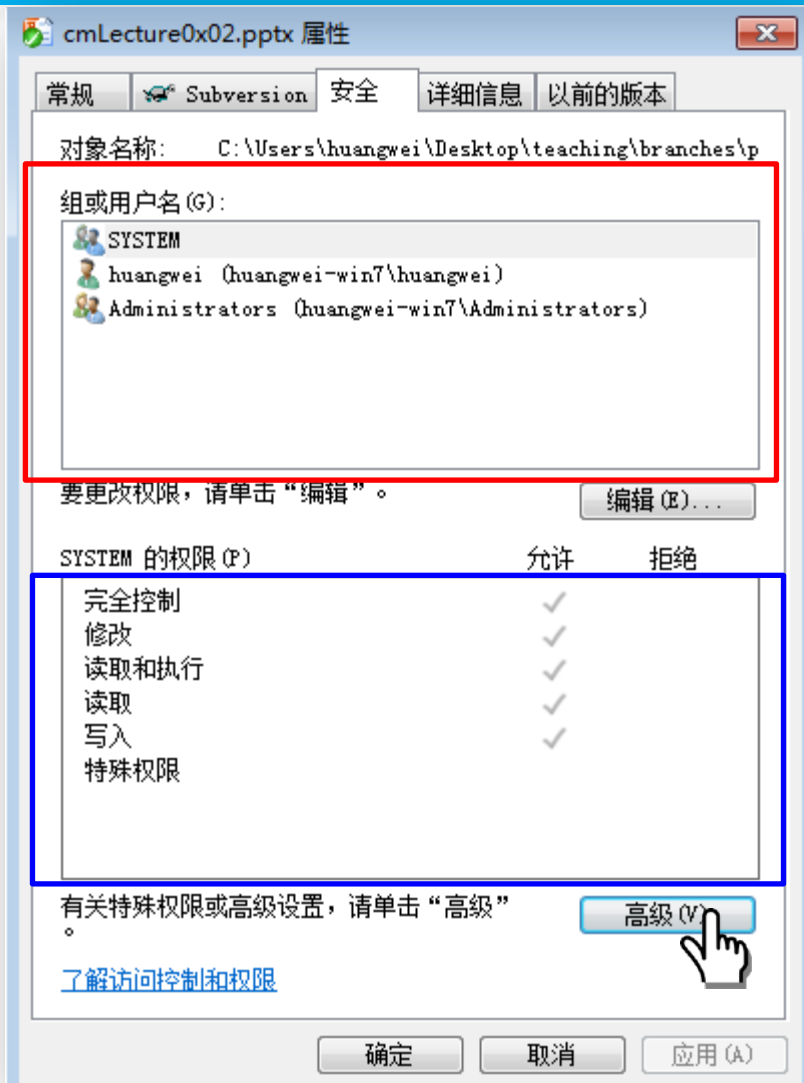 cmLecture0x02.pptx 属性
常规 Subversion 安全 详细信息 以前的版本
对象名称: C:\Users\huangwei\Desktop\teaching\branches\p
组或用户名(G):
SYSTEM
huangwei (huangwei-win7\huangwei)
Administrators (huangwei-win7\Administrators)
要更改权限，请单击“编辑”。 编辑(E)...
SYSTEM 的权限(P) 允许 拒绝
完全控制
修改
读取和执行
读取
写入
特殊权限
有关特殊权限或高级设置，请单击“高级”
。
高级(V)
了解访问控制和权限
确定 取消 应用(A)